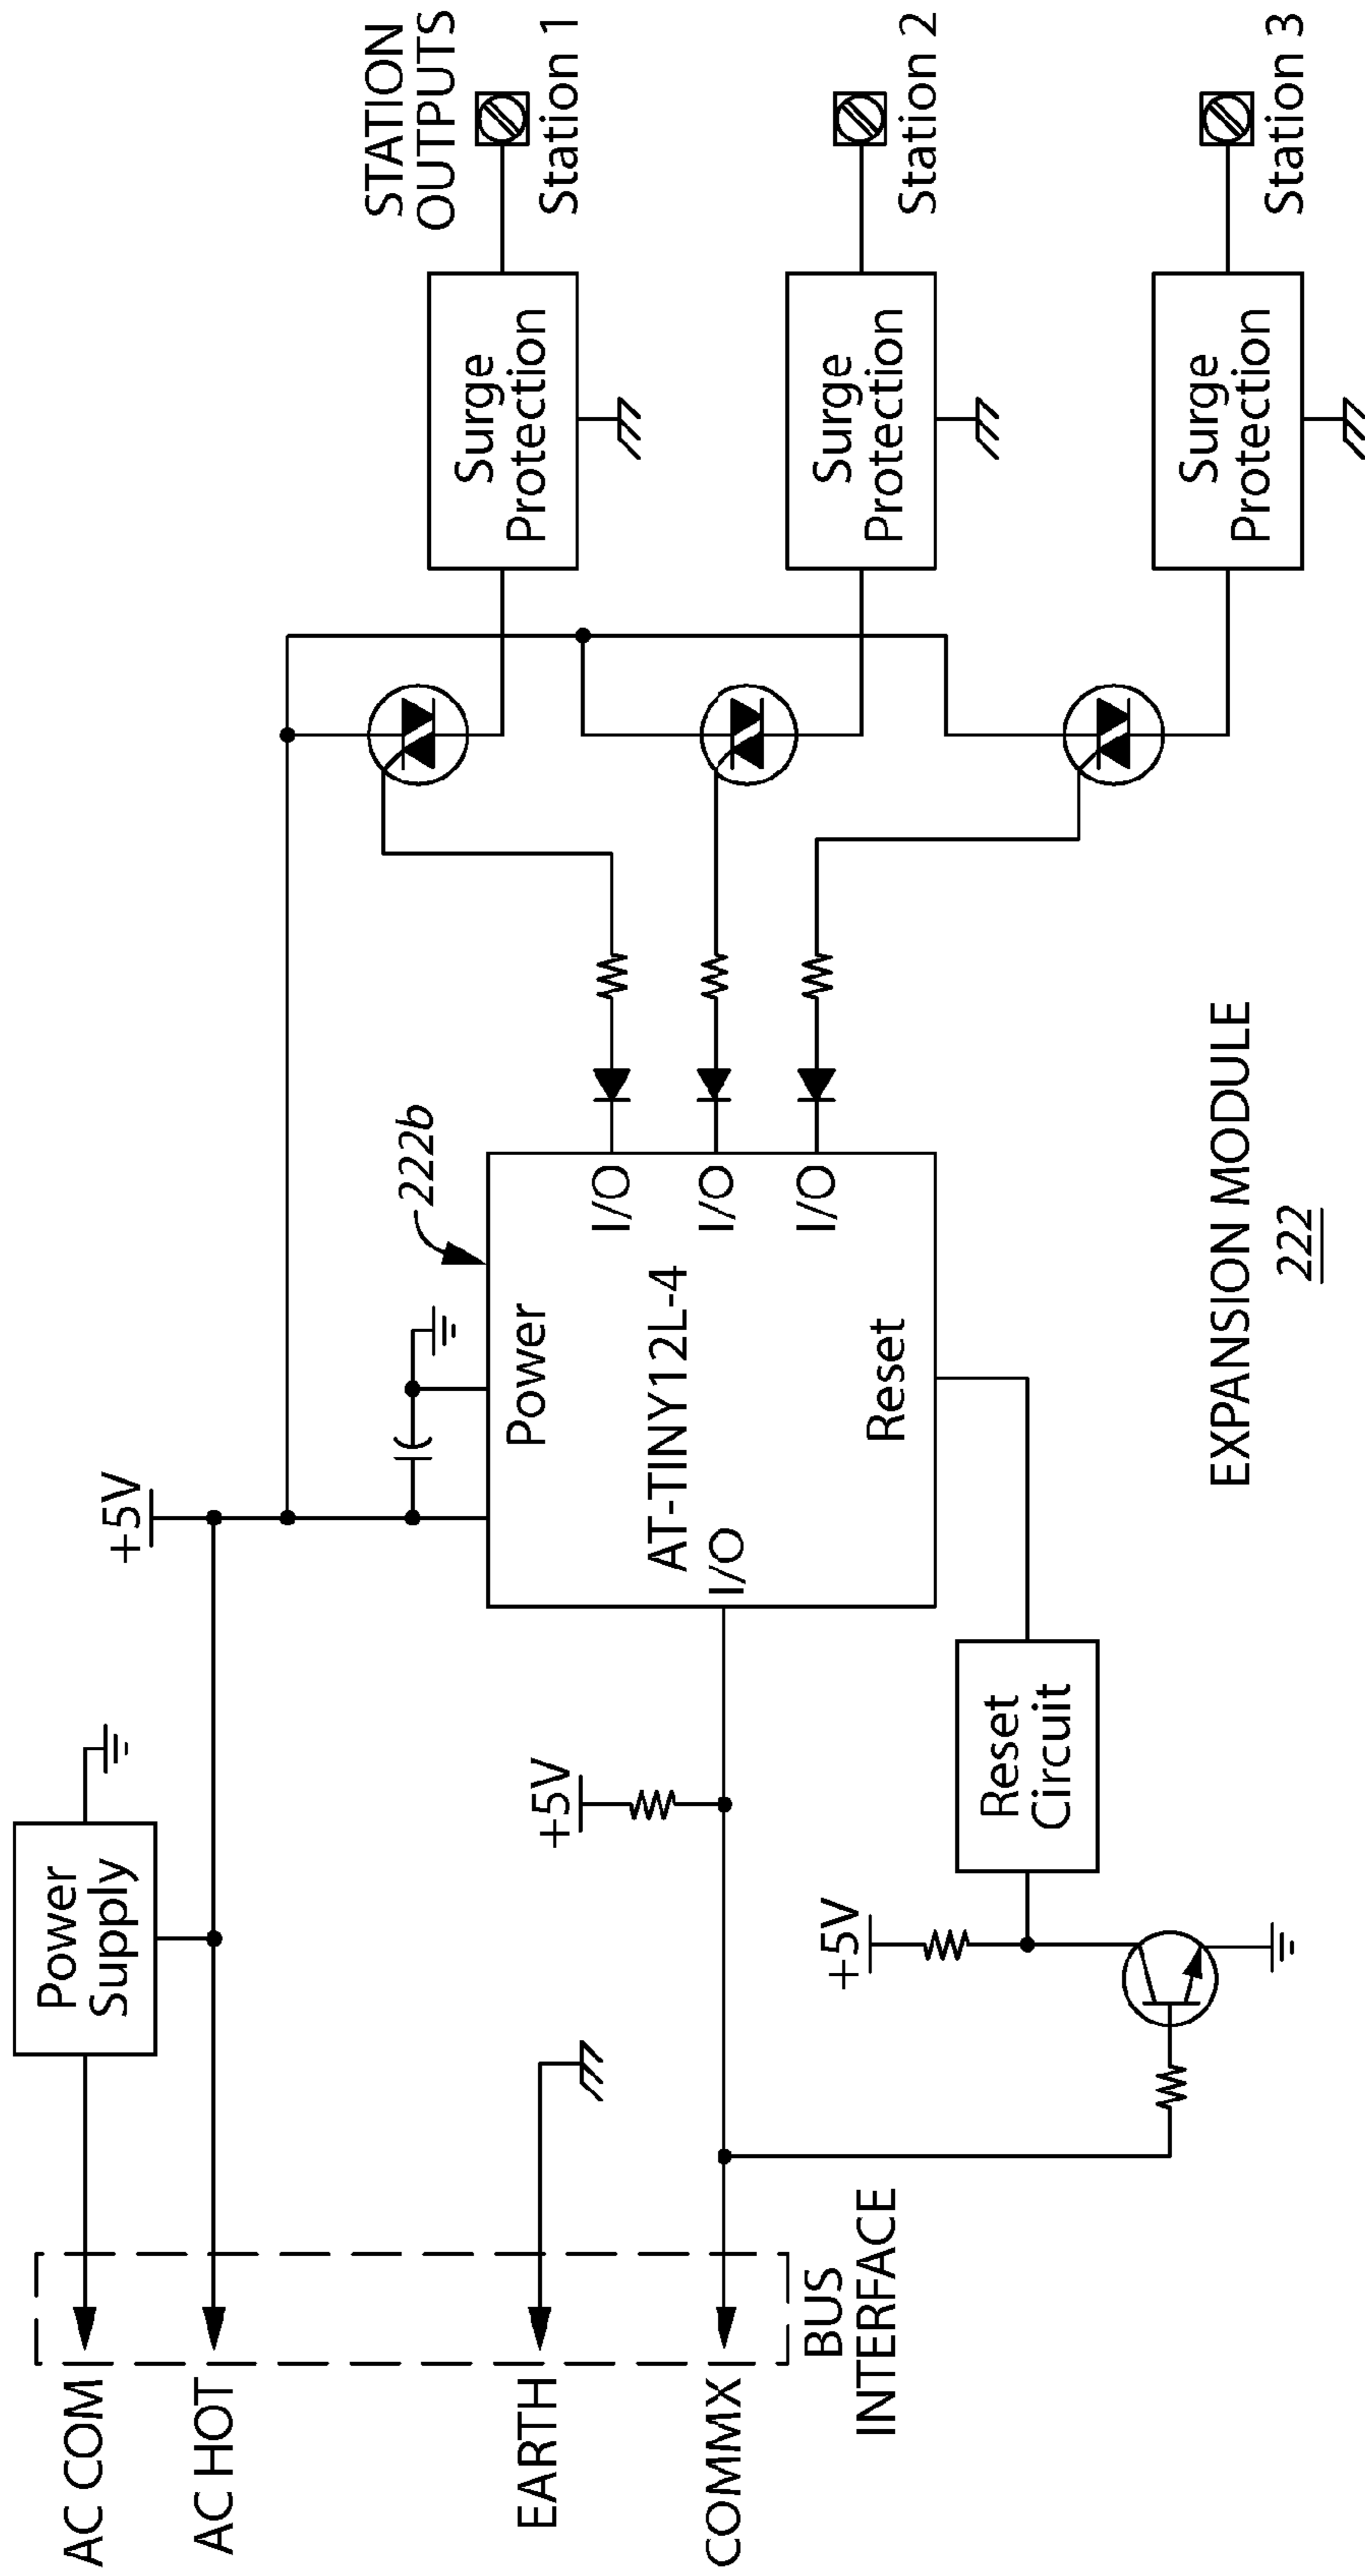 AC COM
AC HOT
EARTH
COMMX
BUS
INTERFACE
Power
Supply
+5V
+5V
+5V
Reset
Circuit
222b
Power
AT-TINY12L-4
I/O
Reset
I/O
I/O
I/O
Surge
Protection
Surge
Protection
Surge
Protection
STATION
OUTPUTS
Station 1
Station 2
Station 3
EXPANSION MODULE
222